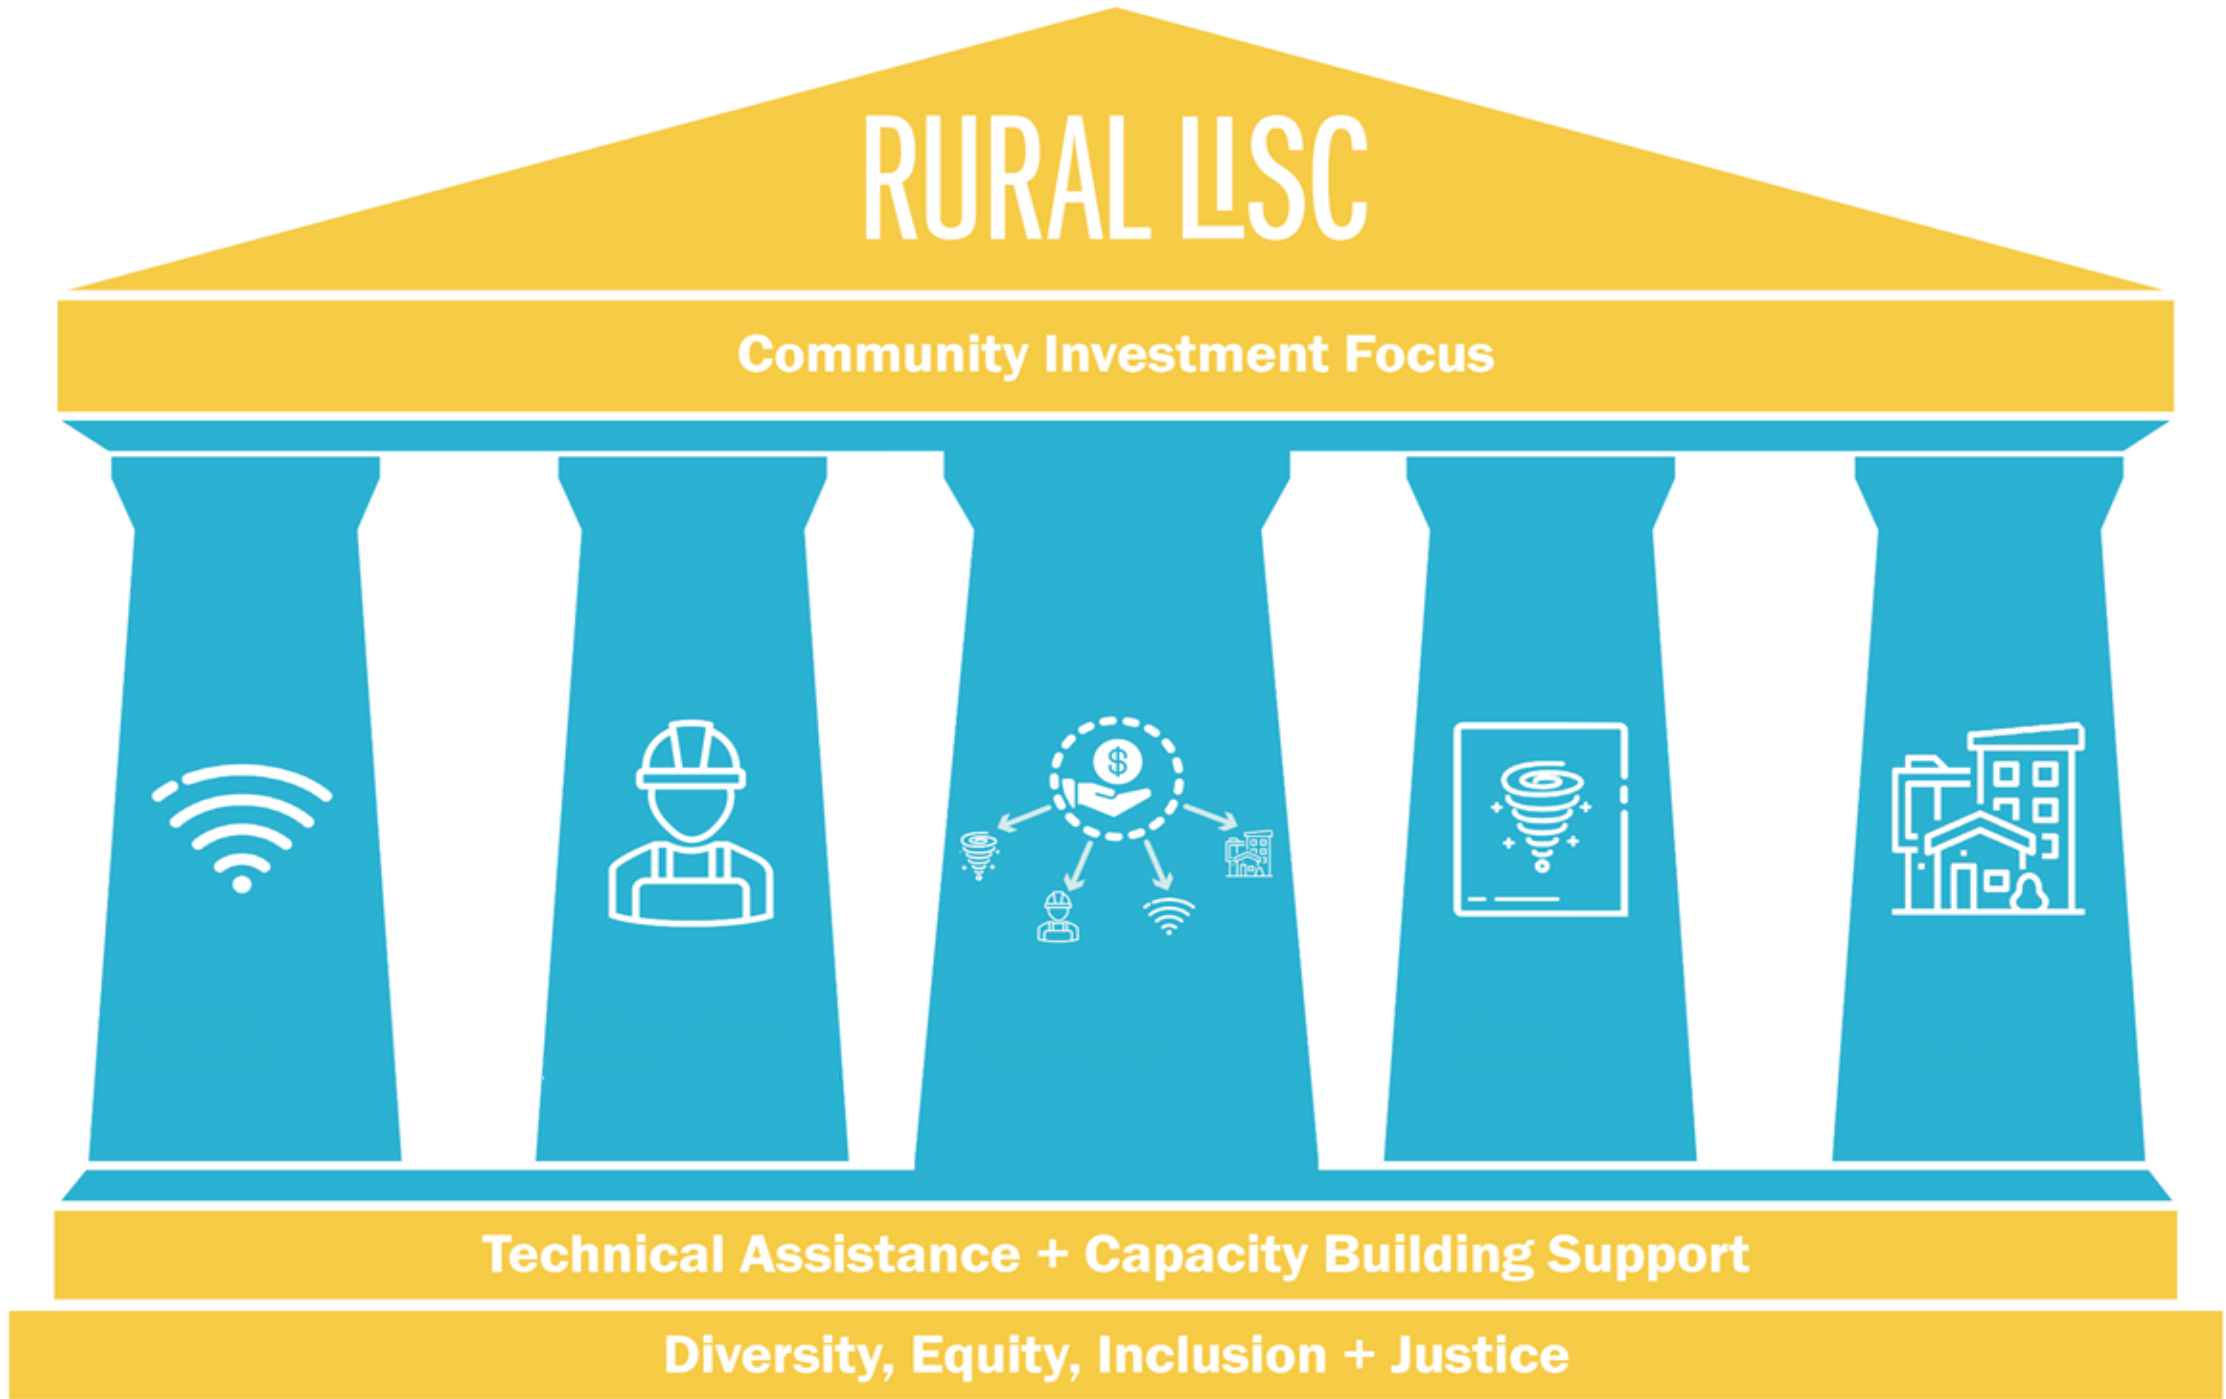 RURAL LISC
Community Investment Focus
$
Technical Assistance + Capacity Building Support
Diversity, Equity, Inclusion + Justice